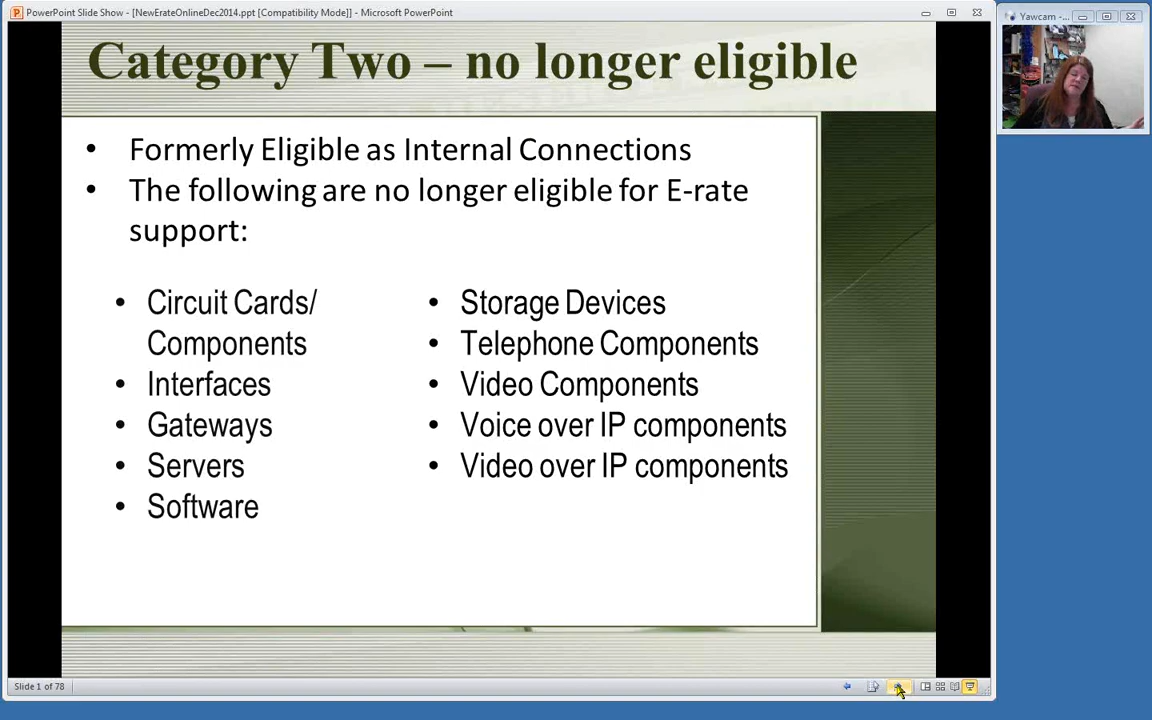 PowerPoint Slide Show - [NewErateOnlineDec2014.ppt [Compatibility Mode]] - Microsoft PowerPoint
Yawcam -...
Category Two – no longer eligible
• Formerly Eligible as Internal Connections
• The following are no longer eligible for E-rate
support:
• Circuit Cards/
Components
• Interfaces
• Gateways
• Servers
• Software
• Storage Devices
• Telephone Components
• Video Components
• Voice over IP components
• Video over IP components
Slide 1 of 78